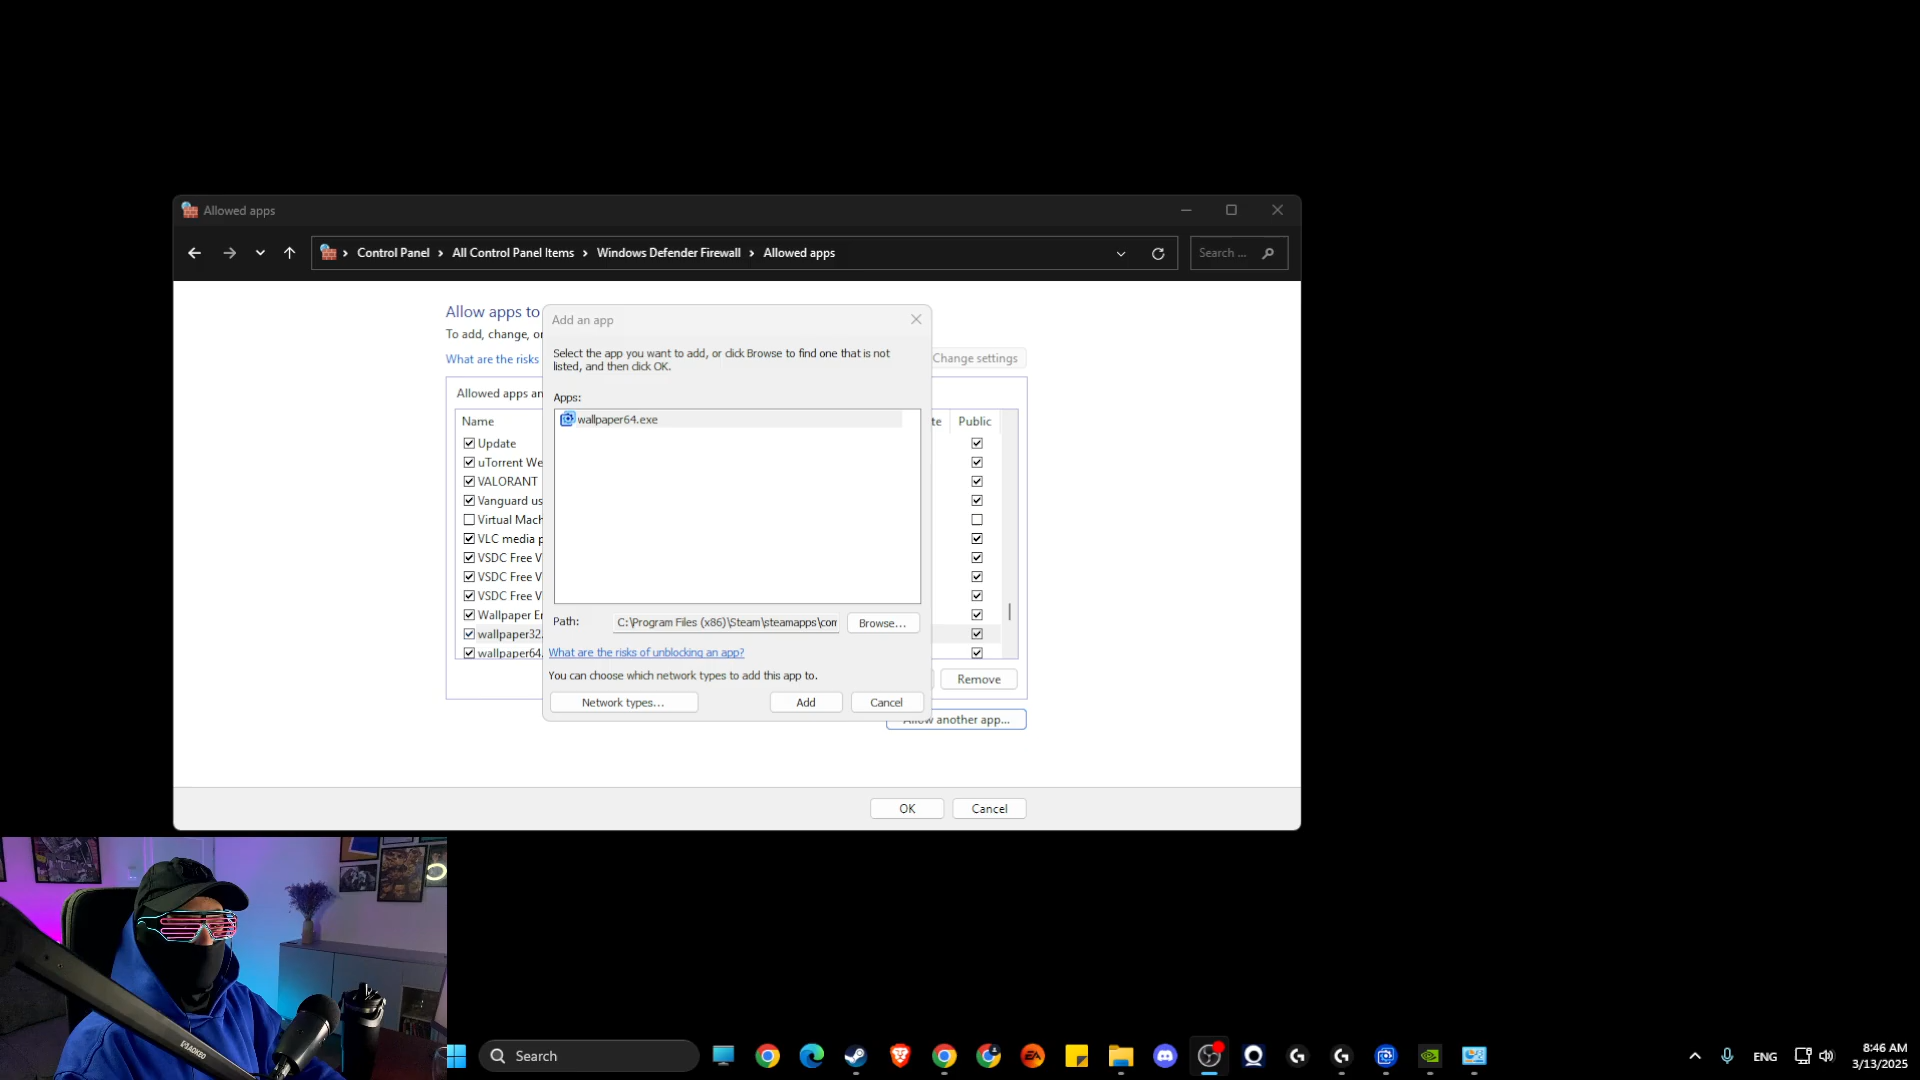 Allowed apps
Control Panel > All Control Panel Items > Windows Defender Firewall > Allowed apps
Search ...
Allow apps to
To add, change, or
What are the risks
Change settings
Allowed apps an
Name
te
Public
Update
uTorrent We
VALORANT
Vanguard us
Virtual Mach
VLC media p
VSDC Free V
VSDC Free V
VSDC Free V
Wallpaper En
wallpaper32.
wallpaper64.
Remove
Allow another app...
OK
Cancel
Add an app
Select the app you want to add, or click Browse to find one that is not
listed, and then click OK.
Apps:
wallpaper64.exe
Path:
C:\Program Files (x86)\Steam\steamapps\com
Browse...
What are the risks of unblocking an app?
You can choose which network types to add this app to.
Network types...
Add
Cancel
MAONO
Search
EA
ENG
8:46 AM
3/13/2025